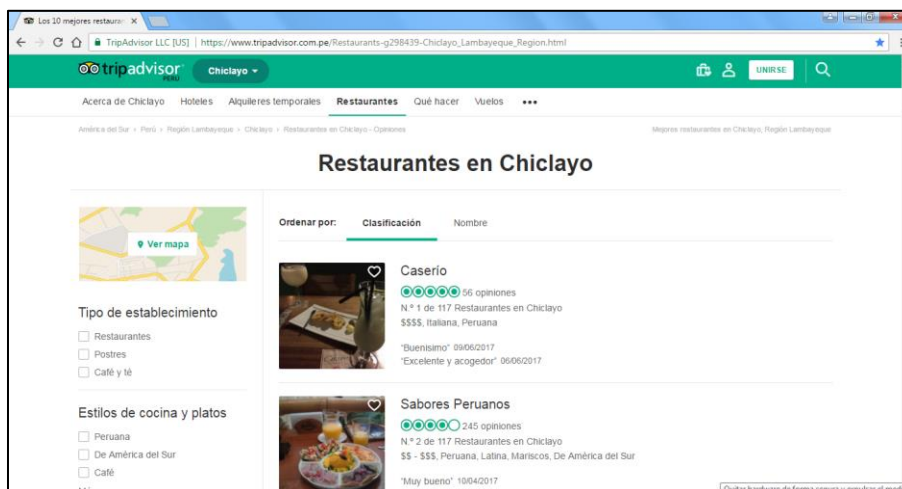 Los 10 mejores restauran
TripAdvisor LLC [US] | https://www.tripadvisor.com.pe/Restaurants-g298439-Chiclayo_Lambayeque_Region.html
tripadvisor
PERÚ
Chiclayo
UNIRSE
Acerca de Chiclayo Hoteles Alquileres temporales Restaurantes Qué hacer Vuelos
América del Sur › Perú › Región Lambayeque › Chiclayo › Restaurantes en Chiclayo - Opiniones
Mejores restaurantes en Chiclayo, Región Lambayeque
Restaurantes en Chiclayo
Ver mapa
Tipo de establecimiento
Restaurantes
Postres
Café y té
Estilos de cocina y platos
Peruana
De América del Sur
Café
Ordenar por: Clasificación Nombre
Caserío
56 opiniones
N.º 1 de 117 Restaurantes en Chiclayo
$$$$, Italiana, Peruana
"Buenisimo" 09/06/2017
"Excelente y acogedor" 06/06/2017
Sabores Peruanos
245 opiniones
N.º 2 de 117 Restaurantes en Chiclayo
$$ - $$$, Peruana, Latina, Mariscos, De América del Sur
"Muy bueno" 10/04/2017